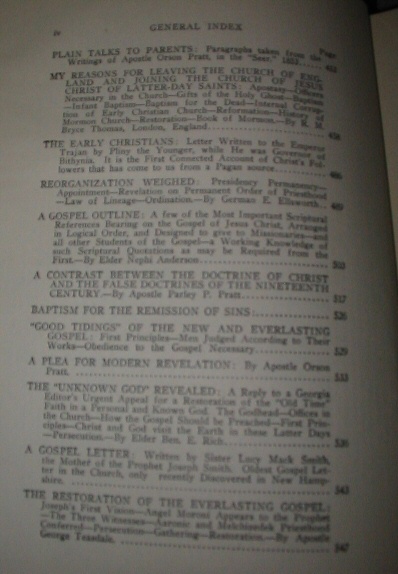 iv GENERAL INDEX
Page
PLAIN TALKS TO PARENTS: Paragraphs taken from the
Writings of Apostle Orson Pratt, in the "Seer." 1853
MY REASONS FOR LEAVING THE CHURCH OF ENG-
LAND AND JOINING THE CHURCH OF JESUS
CHRIST OF LATTER-DAY SAINTS: Apostasy—Officers
Necessary in the Church—Gifts of the Holy Ghost—Baptism
—Infant Baptism—Baptism for the Dead—Internal Corrup-
tion of Early Christian Church—Reformation—History of
Mormon Church—Restoration—Book of Mormon—By R. M.
Bryce Thomas, London, England
THE EARLY CHRISTIANS: Letter Written to the Emperor
Trajan by Pliny the Younger, while He was Governor of
Bithynia. It is the First Connected Account of Christ's Fol-
lowers that has come to us from a Pagan source.
REORGANIZATION WEIGHED: Presidency Permanency—
Appointment—Revelation on Permanent Order of Priesthood
—Law of Lineage—Ordination.—By German E. Ellsworth
A GOSPEL OUTLINE: A few of the Most Important Scriptural
References Bearing on the Gospel of Jesus Christ, Arranged
in Logical Order, and Designed to give to Missionaries—and
all other Students of the Gospel—a Working Knowledge of
such Scriptural Quotations as may be Required from the
First.—By Elder Nephi Anderson
A CONTRAST BETWEEN THE DOCTRINE OF CHRIST
AND THE FALSE DOCTRINES OF THE NINETEENTH
CENTURY.—By Apostle Parley P. Pratt 517
BAPTISM FOR THE REMISSION OF SINS: 526
"GOOD TIDINGS" OF THE NEW AND EVERLASTING
GOSPEL: First Principles—Men Judged According to Their
Works—Obedience to the Gospel Necessary 529
A PLEA FOR MODERN REVELATION: By Apostle Orson
Pratt. 533
THE "UNKNOWN GOD" REVEALED: A Reply to a Georgia
Editor's Urgent Appeal for a Restoration of the "Old Time"
Faith in a Personal and Known God. The Godhead—Offices in
the Church—How the Gospel Should be Preached—First Prin-
ciples—Christ and God visit the Earth in these Latter Days
—Persecution.—By Elder Ben. E. Rich 536
A GOSPEL LETTER: Written by Sister Lucy Mack Smith,
the Mother of the Prophet Joseph Smith. Oldest Gospel Let-
ter in the Church, only recently Discovered in New Hamp-
shire. 543
THE RESTORATION OF THE EVERLASTING GOSPEL:
Joseph's First Vision—Angel Moroni Appears to the Prophet
—The Three Witnesses—Aaronic and Melchizedek Priesthood
Conferred—Persecution—Gathering—Restoration.—By Apostle
George Teasdale. 547